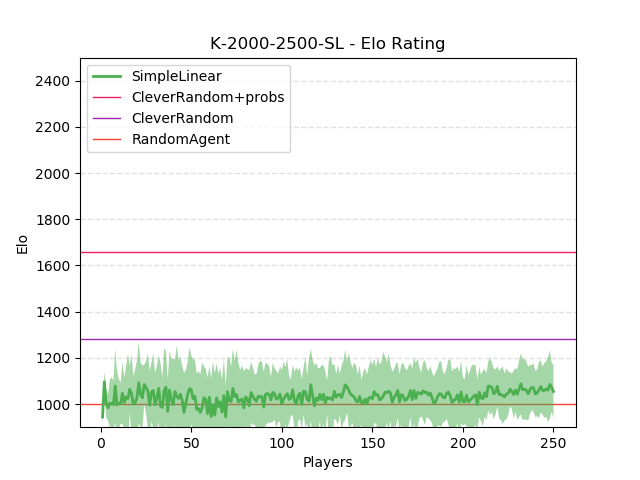 K-2000-2500-SL - Elo Rating
SimpleLinear
CleverRandom+probs
CleverRandom
RandomAgent
2400
2200
2000
1800
1600
1400
1200
1000
Elo
0 50 100 150 200 250
Players